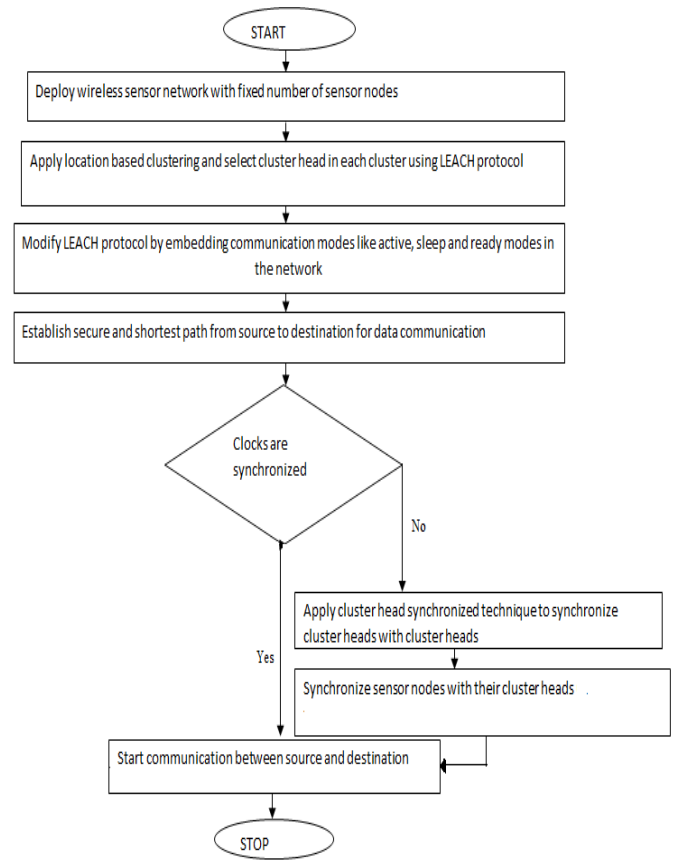 START
Deploy wireless sensor network with fixed number of sensor nodes
Apply location based clustering and select cluster head in each cluster using LEACH protocol
Modify LEACH protocol by embedding communication modes like active, sleep and ready modes in
the network
Establish secure and shortest path from source to destination for data communication
Clocks are
synchronized
No
Apply cluster head synchronized technique to synchronize
cluster heads with cluster heads
Yes
Synchronize sensor nodes with their cluster heads .
Start communication between source and destination
STOP